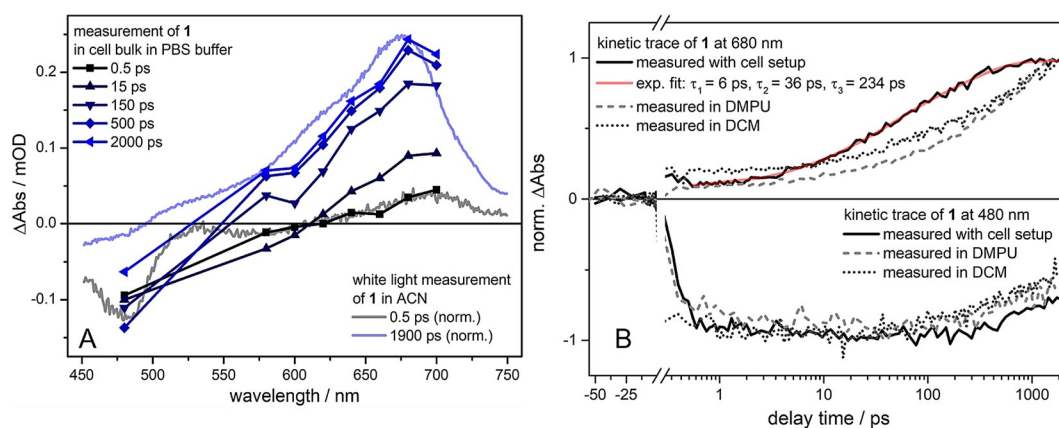 measurement of 1
in cell bulk in PBS buffer
0.5 ps
15 ps
150 ps
500 ps
2000 ps
0.2
0.1
0.0
-0.1
ΔAbs / mOD
A
white light measurement
of 1 in ACN
0.5 ps (norm.)
1900 ps (norm.)
450 500 550 600 650 700 750
wavelength / nm
kinetic trace of 1 at 680 nm
measured with cell setup
exp. fit: τ1 = 6 ps, τ2 = 36 ps, τ3 = 234 ps
measured in DMPU
measured in DCM
1
0
-1
norm. ΔAbs
kinetic trace of 1 at 480 nm
measured with cell setup
measured in DMPU
measured in DCM
B
-50 -25 1 10 100 1000
delay time / ps